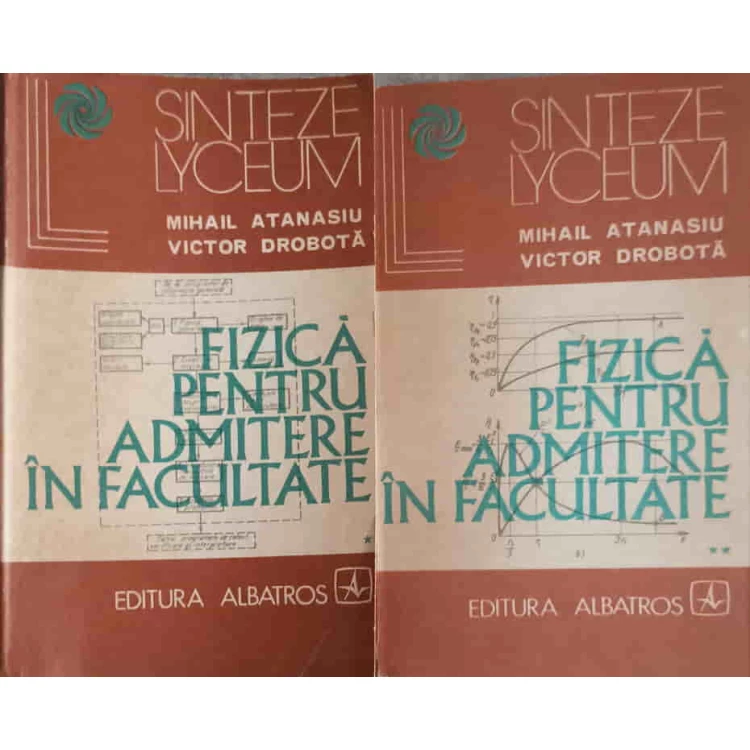 SINTEZE
LYCEUM
MIHAIL ATANASIU
VICTOR DROBOTĂ
FIZICĂ
PENTRU
ADMITERE
ÎN FACULTATE
*
EDITURA ALBATROS
SINTEZE
LYCEUM
MIHAIL ATANASIU
VICTOR DROBOTĂ
FIZICĂ
PENTRU
ADMITERE
ÎN FACULTATE
**
EDITURA ALBATROS